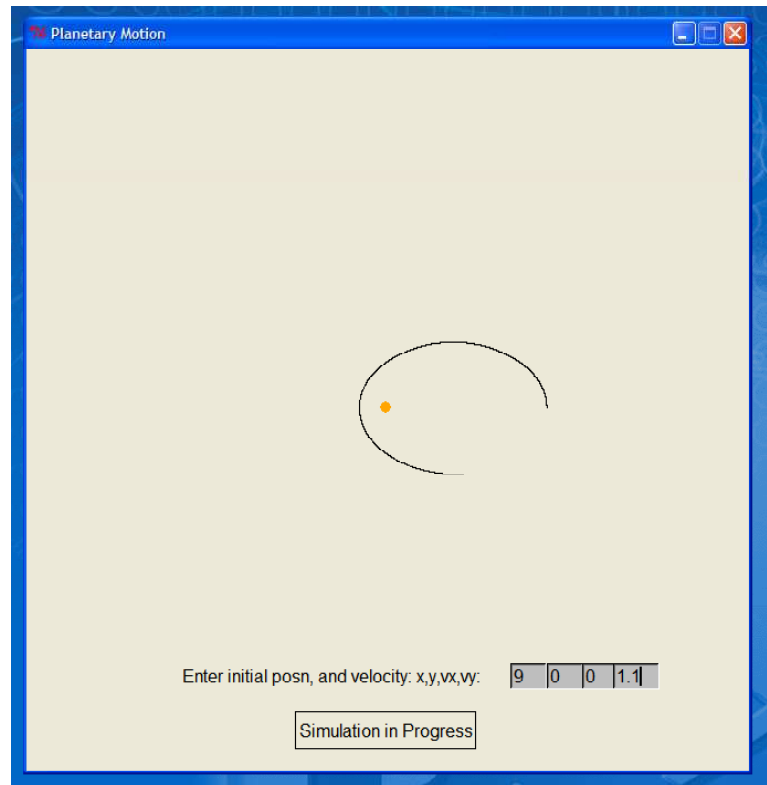 Planetary Motion
Enter initial posn, and velocity: x,y,vx,vy: 9 0 0 1.1
Simulation in Progress